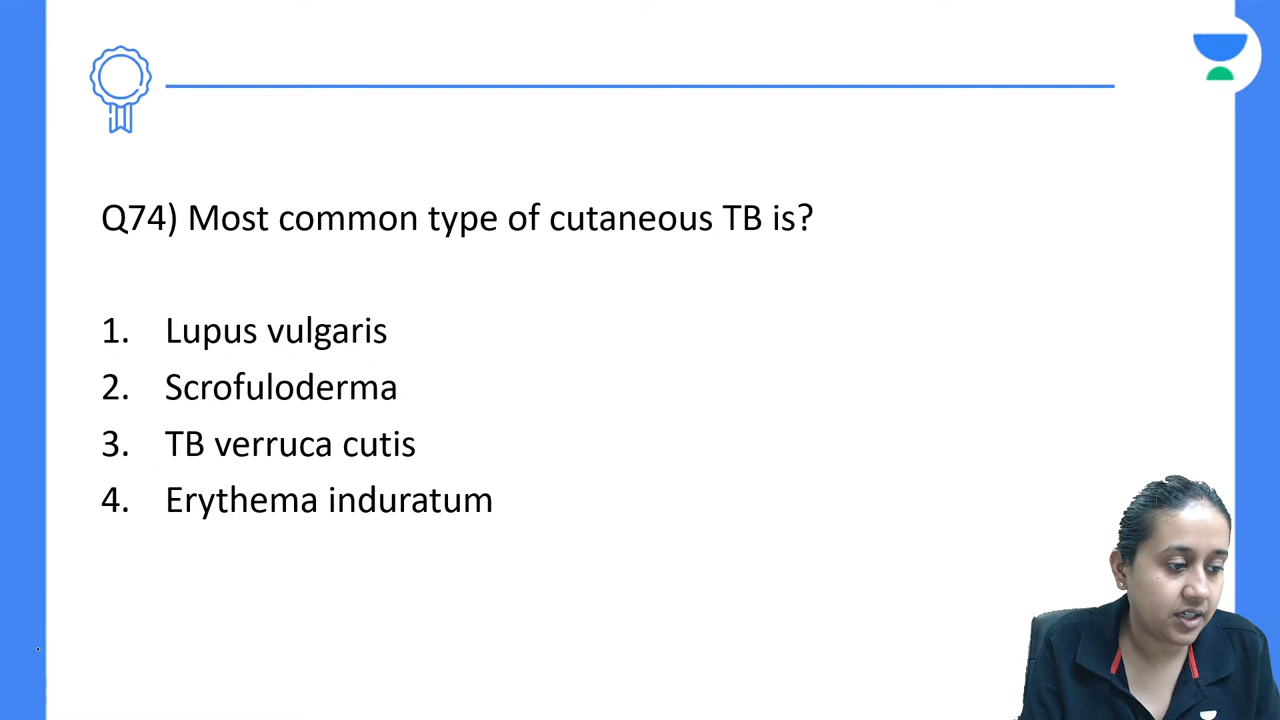 Q74) Most common type of cutaneous TB is?
1. Lupus vulgaris
2. Scrofuloderma
3. TB verruca cutis
4. Erythema induratum